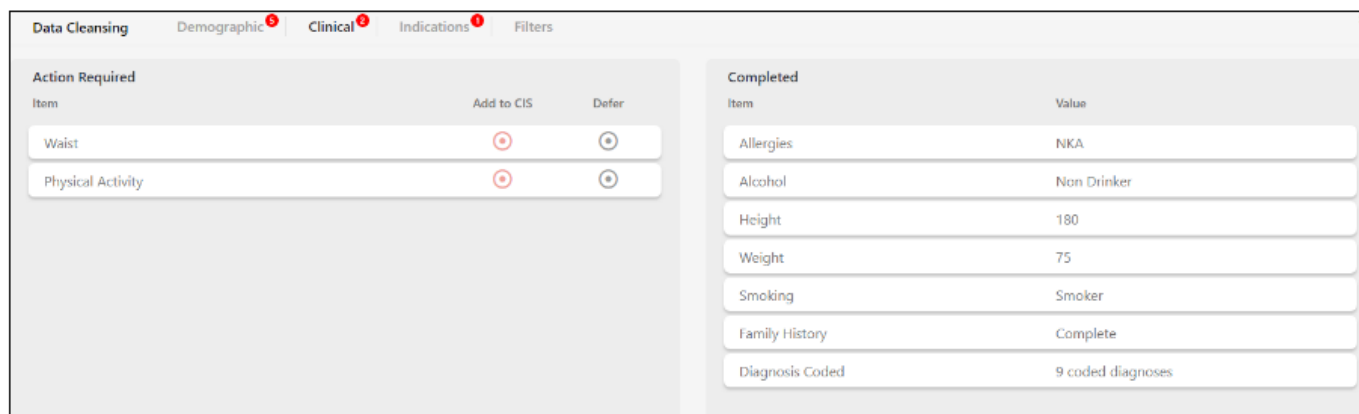 Data Cleansing Demographic 5 Clinical 2 Indications 1 Filters
Action Required
Item Add to CIS Defer
Waist
Physical Activity
Completed
Item Value
Allergies NKA
Alcohol Non Drinker
Height 180
Weight 75
Smoking Smoker
Family History Complete
Diagnosis Coded 9 coded diagnoses